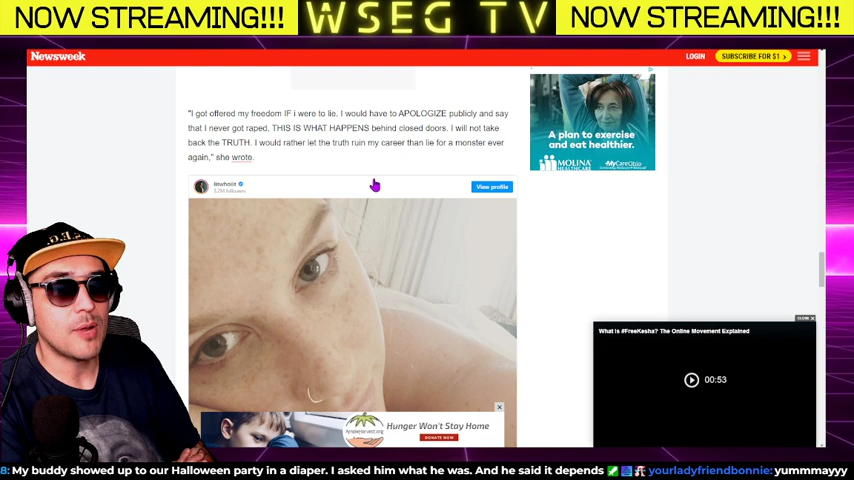 NOW STREAMING!!! WSEG TV NOW STREAMING!!!
Newsweek LOGIN SUBSCRIBE FOR $1 >
"I got offered my freedom IF i were to lie. I would have to APOLOGIZE publicly and say
that I never got raped, THIS IS WHAT HAPPENS behind closed doors. I will not take
back the TRUTH. I would rather let the truth ruin my career than lie for a monster ever
again," she wrote.
View profile
A plan to exercise
and eat healthier.
MOLINA HEALTHCARE MyCareOhio
S.E.G.
CLOSE X
What is #FreeKesha? The Online Movement Explained
00:53
Hunger Won't Stay Home
DONATE NOW
8: My buddy showed up to our Halloween party in a diaper. I asked him what he was. And he said it depends yourladyfriendbonnie: yummmayyy